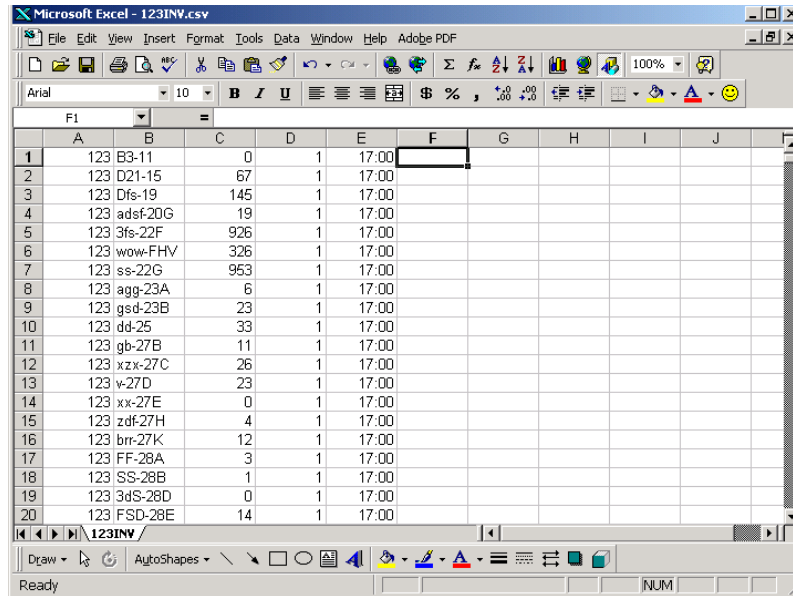 Microsoft Excel - 123INV.csv
File Edit View Insert Format Tools Data Window Help Adobe PDF
ABC Σ fx A Z Z A 100% ?
Arial 10 B I U a $ % , .00 .00 A
F1 =
A B C D E F G H I J
1 123 B3-11 0 1 17:00
2 123 D21-15 67 1 17:00
3 123 Dfs-19 145 1 17:00
4 123 adsf-20G 19 1 17:00
5 123 3fs-22F 926 1 17:00
6 123 wow-FHV 326 1 17:00
7 123 ss-22G 953 1 17:00
8 123 agg-23A 6 1 17:00
9 123 gsd-23B 23 1 17:00
10 123 dd-25 33 1 17:00
11 123 gb-27B 11 1 17:00
12 123 xzx-27C 26 1 17:00
13 123 v-27D 23 1 17:00
14 123 xx-27E 0 1 17:00
15 123 zdf-27H 4 1 17:00
16 123 brr-27K 12 1 17:00
17 123 FF-28A 3 1 17:00
18 123 SS-28B 1 1 17:00
19 123 3dS-28D 0 1 17:00
20 123 FSD-28E 14 1 17:00
123INV
Draw AutoShapes A A A
Ready NUM